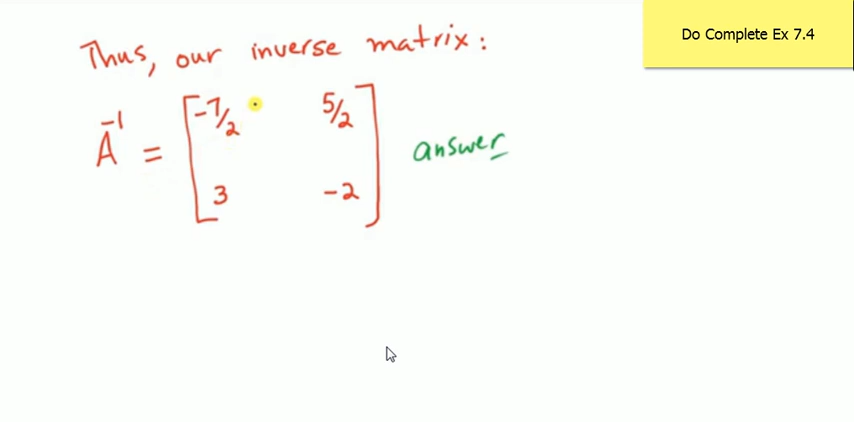 Do Complete Ex 7.4
Thus, our inverse matrix:
A⁻¹ = [-7/2 5/2
3 -2]
answer